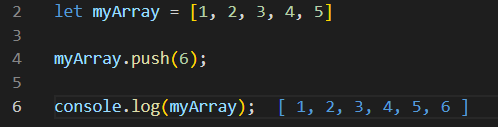 2 let myArray = [1, 2, 3, 4, 5]
3
4 myArray.push(6);
5
6 console.log(myArray); [ 1, 2, 3, 4, 5, 6 ]